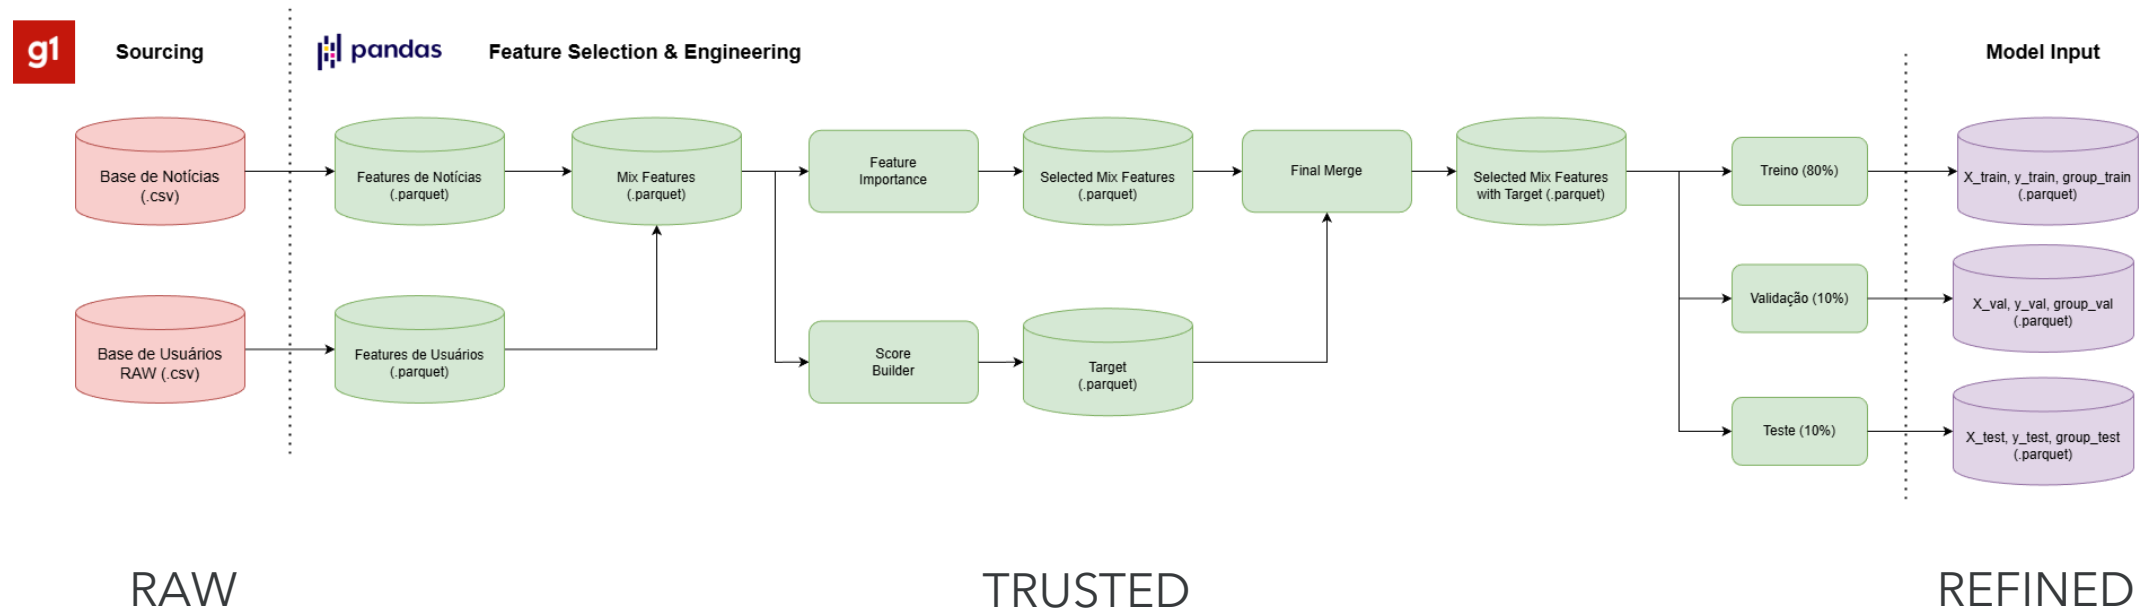 g1
Sourcing
pandas
Feature Selection & Engineering
Model Input
Base de Notícias
(.csv)
Features de Notícias
(.parquet)
Mix Features
(.parquet)
Feature
Importance
Selected Mix Features
(.parquet)
Final Merge
Selected Mix Features
with Target (.parquet)
Treino (80%)
X_train, y_train, group_train
(.parquet)
Validação (10%)
X_val, y_val, group_val
(.parquet)
Base de Usuários
RAW (.csv)
Features de Usuários
(.parquet)
Score
Builder
Target
(.parquet)
Teste (10%)
X_test, y_test, group_test
(.parquet)
RAW
TRUSTED
REFINED